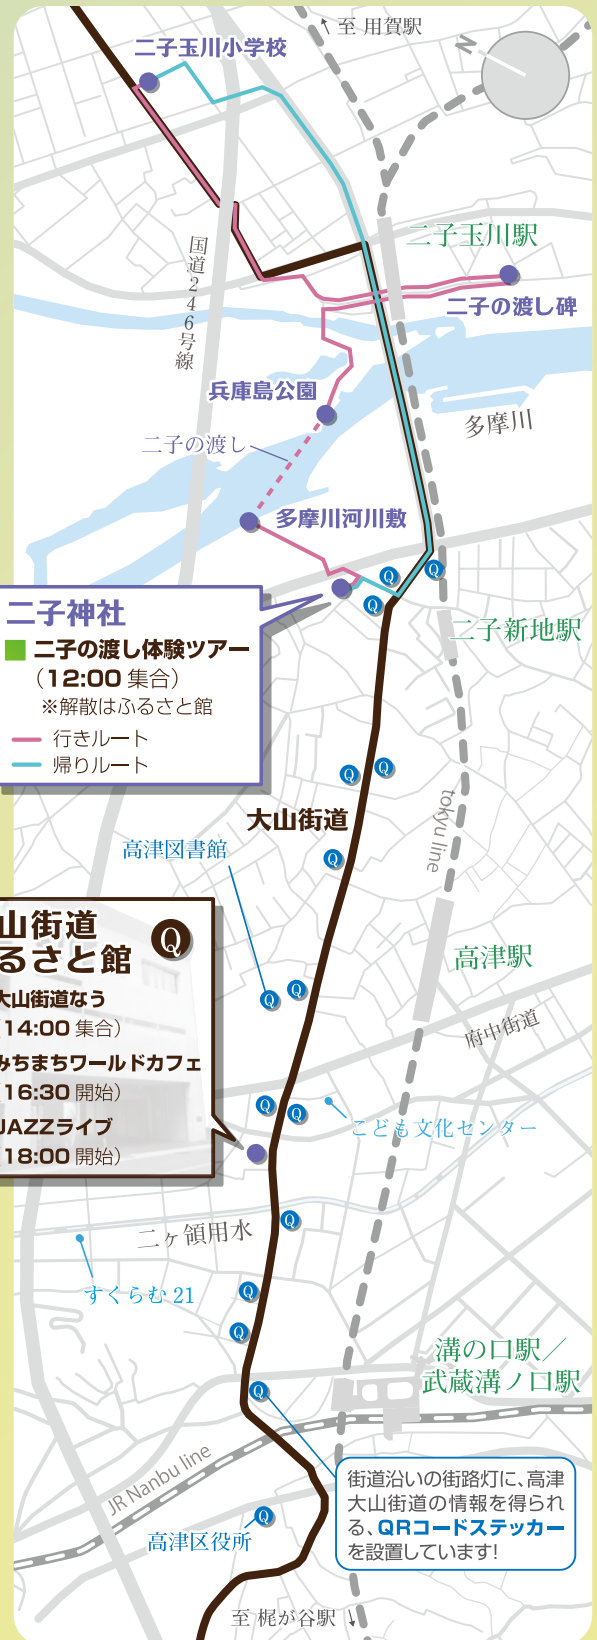 ↖ 至 用賀駅
二子玉川小学校
N
国道246号線
二子玉川駅
二子の渡し碑
兵庫島公園
二子の渡し
多摩川
多摩川河川敷
二子神社
二子の渡し体験ツアー
（12:00 集合）
※解散はふるさと館
行きルート
帰りルート
Q
Q
Q
二子新地駅
Q
Q
tokyu line
大山街道
高津図書館
Q
山街道
るさと館
Q
大山街道なう
14:00 集合）
みちまちワールドカフェ
16:30 開始）
JAZZライブ
18:00 開始）
高津駅
Q
Q
府中街道
Q
Q
こども文化センター
Q
二ヶ領用水
すくらむ 21
Q
Q
溝の口駅／
武蔵溝ノ口駅
Q
JR Nanbu line
街道沿いの街路灯に、高津
大山街道の情報を得られ
る、QRコードステッカー
を設置しています!
Q
高津区役所
至 梶が谷駅 ↘